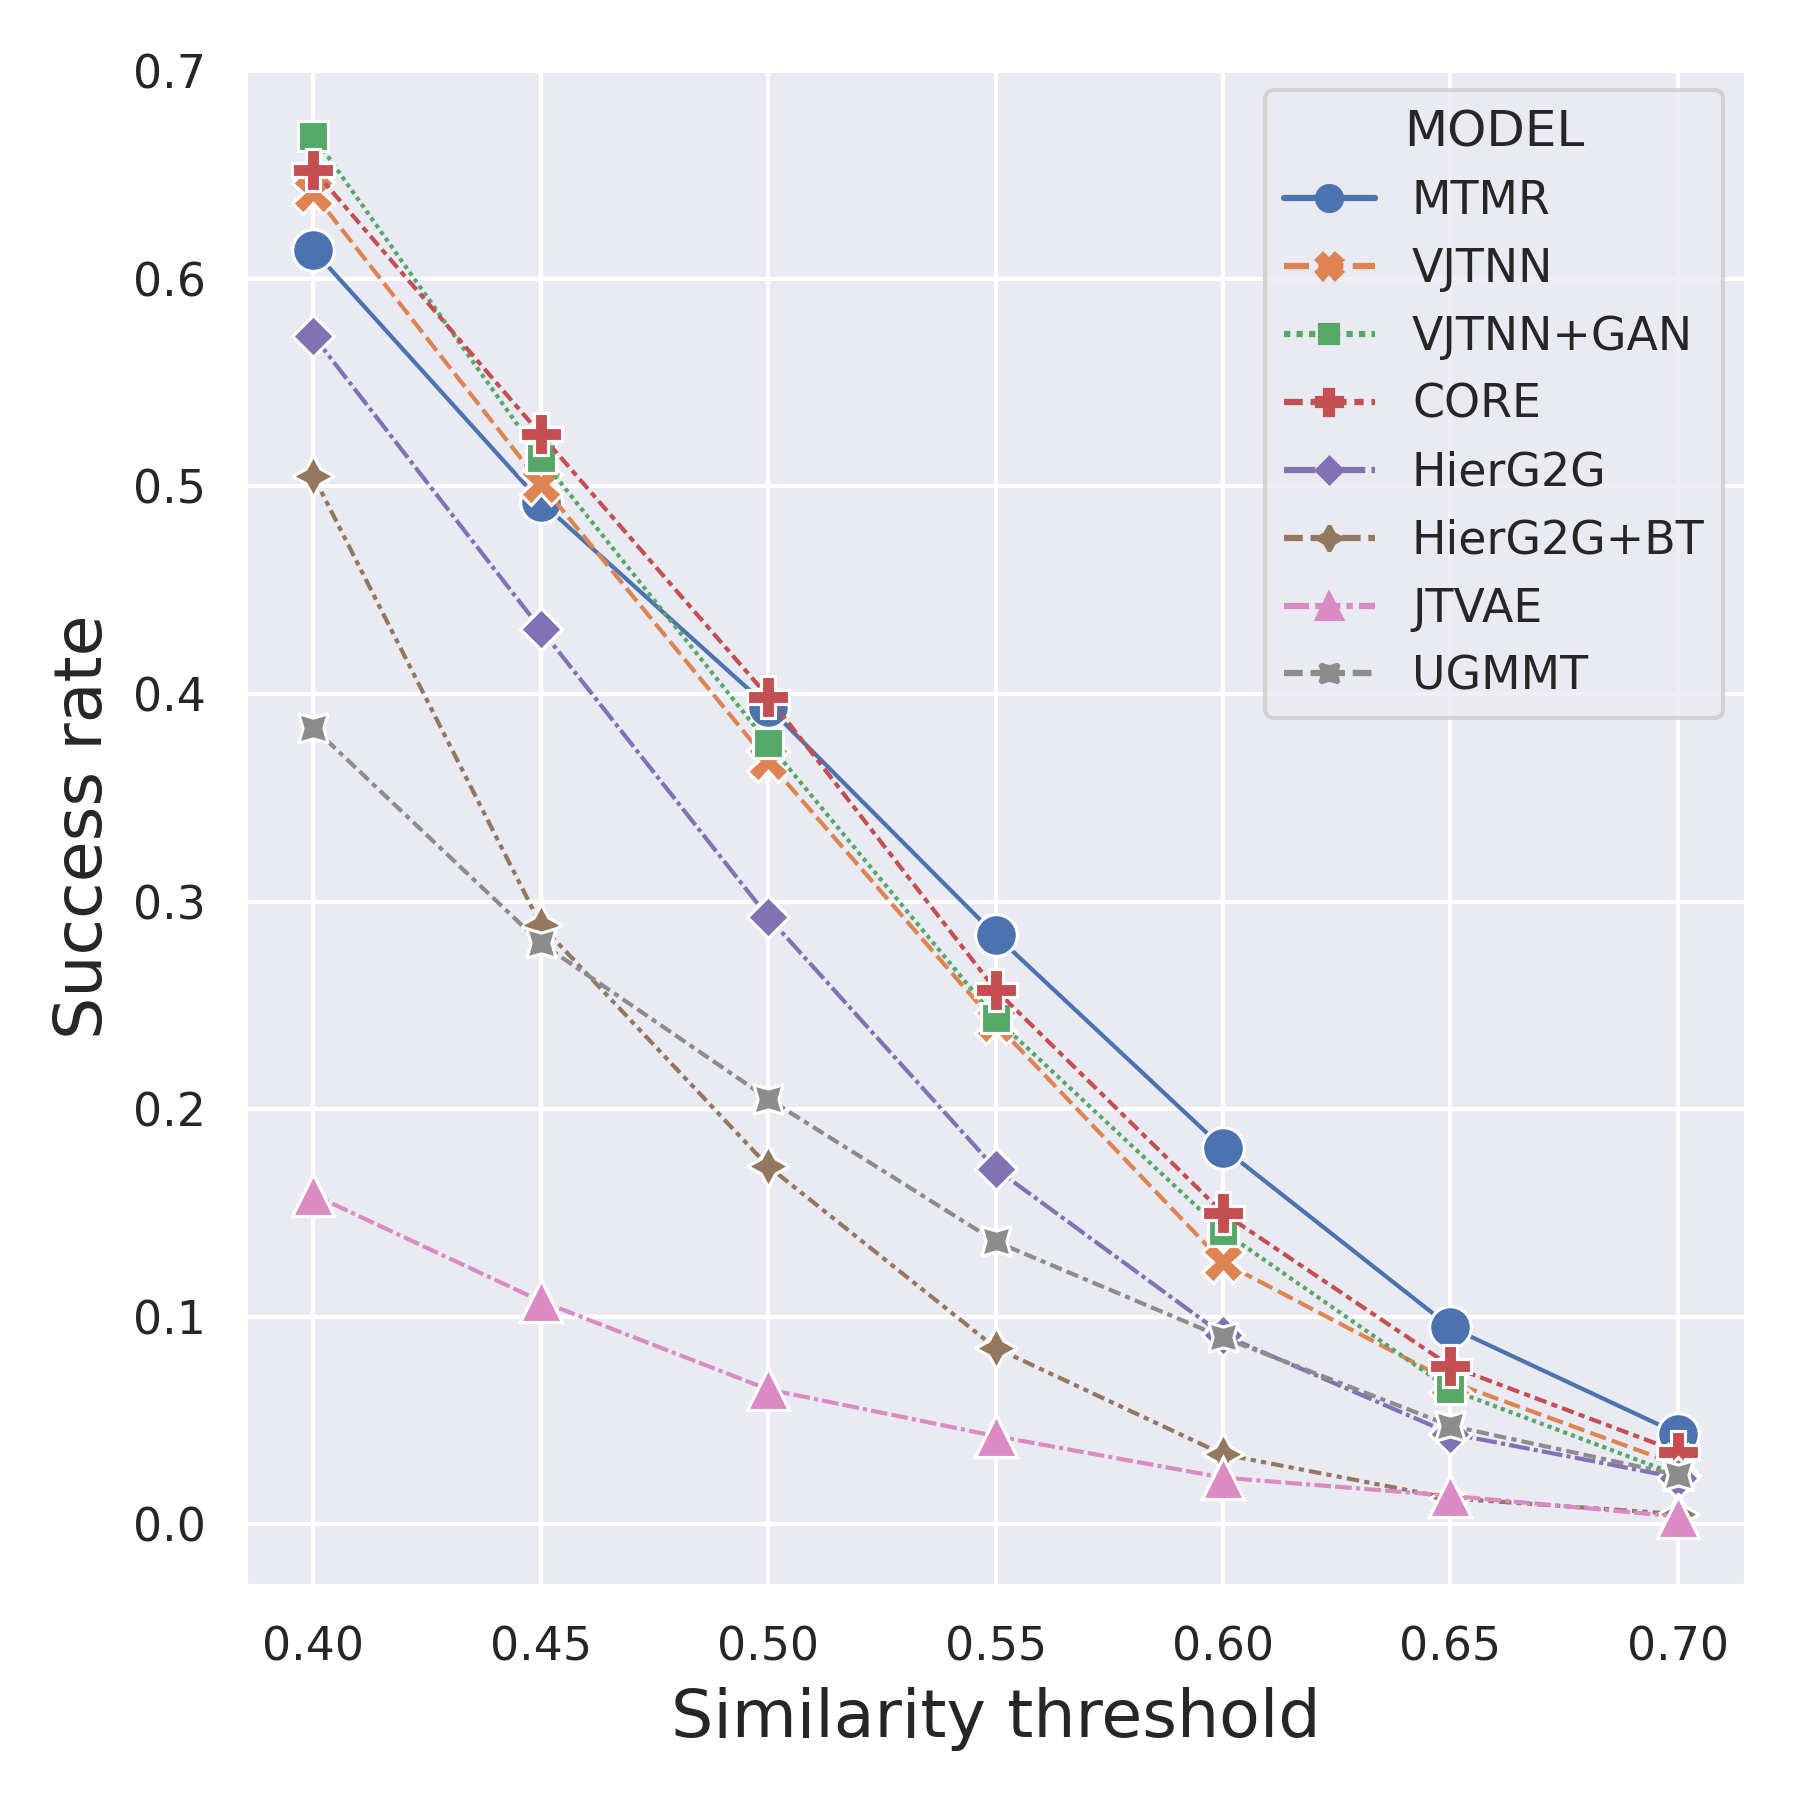 0.7
0.6
0.5
0.4
0.3
0.2
0.1
0.0
Success rate
MODEL
MTMR
VJTNN
VJTNN+GAN
CORE
HierG2G
HierG2G+BT
JTVAE
UGMMT
0.40 0.45 0.50 0.55 0.60 0.65 0.70
Similarity threshold